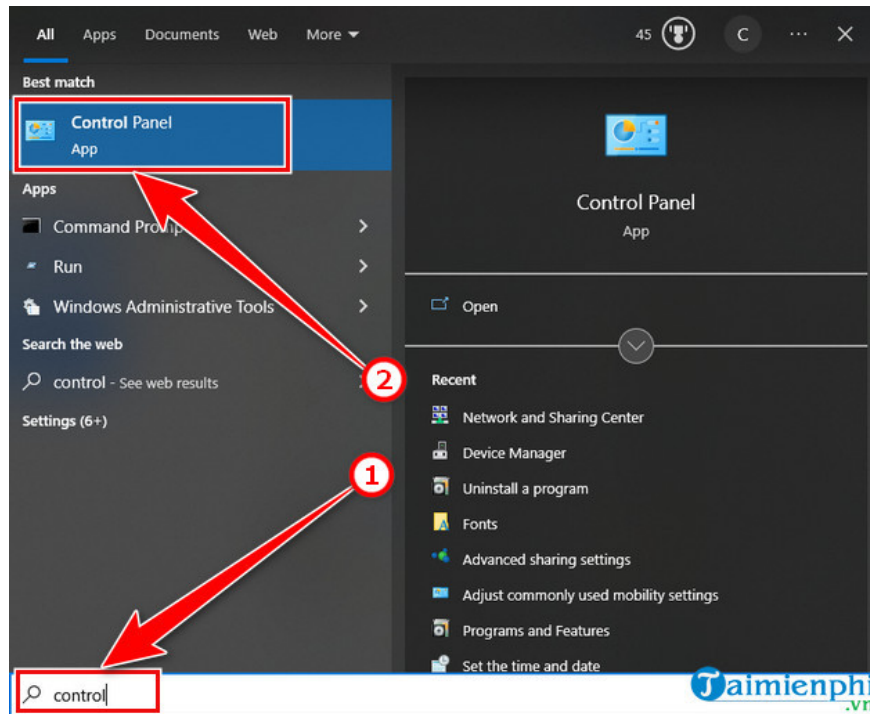 All Apps Documents Web More 45 C
Best match
Control Panel
App
Apps
Command Promp
Run
Windows Administrative Tools
Search the web
control - See web results
Settings (6+)
Control Panel
App
Open
Recent
Network and Sharing Center
Device Manager
Uninstall a program
Fonts
Advanced sharing settings
Adjust commonly used mobility settings
Programs and Features
Set the time and date
2
1
control
Taimienphi
.vn